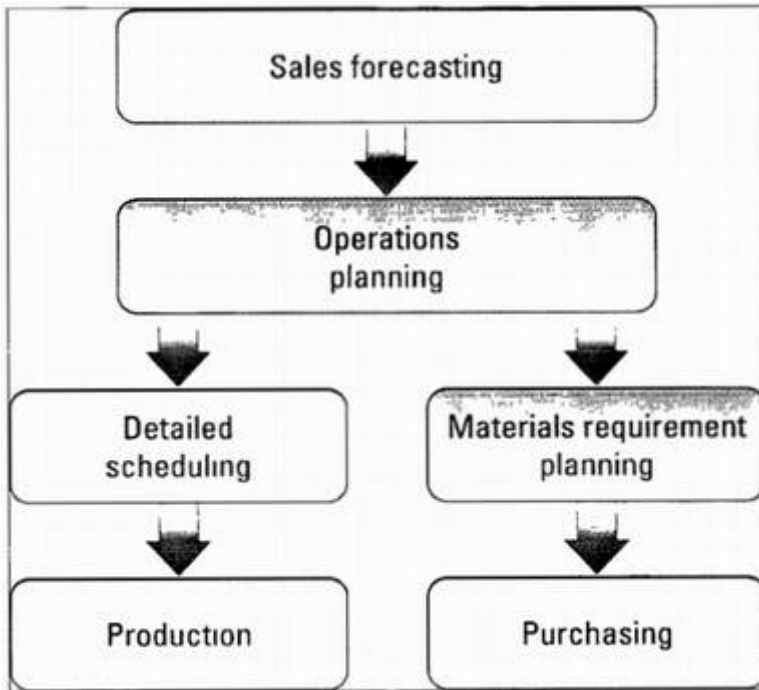 Sales forecasting
Operations
planning
Detailed
scheduling
Materials requirement
planning
Production
Purchasing